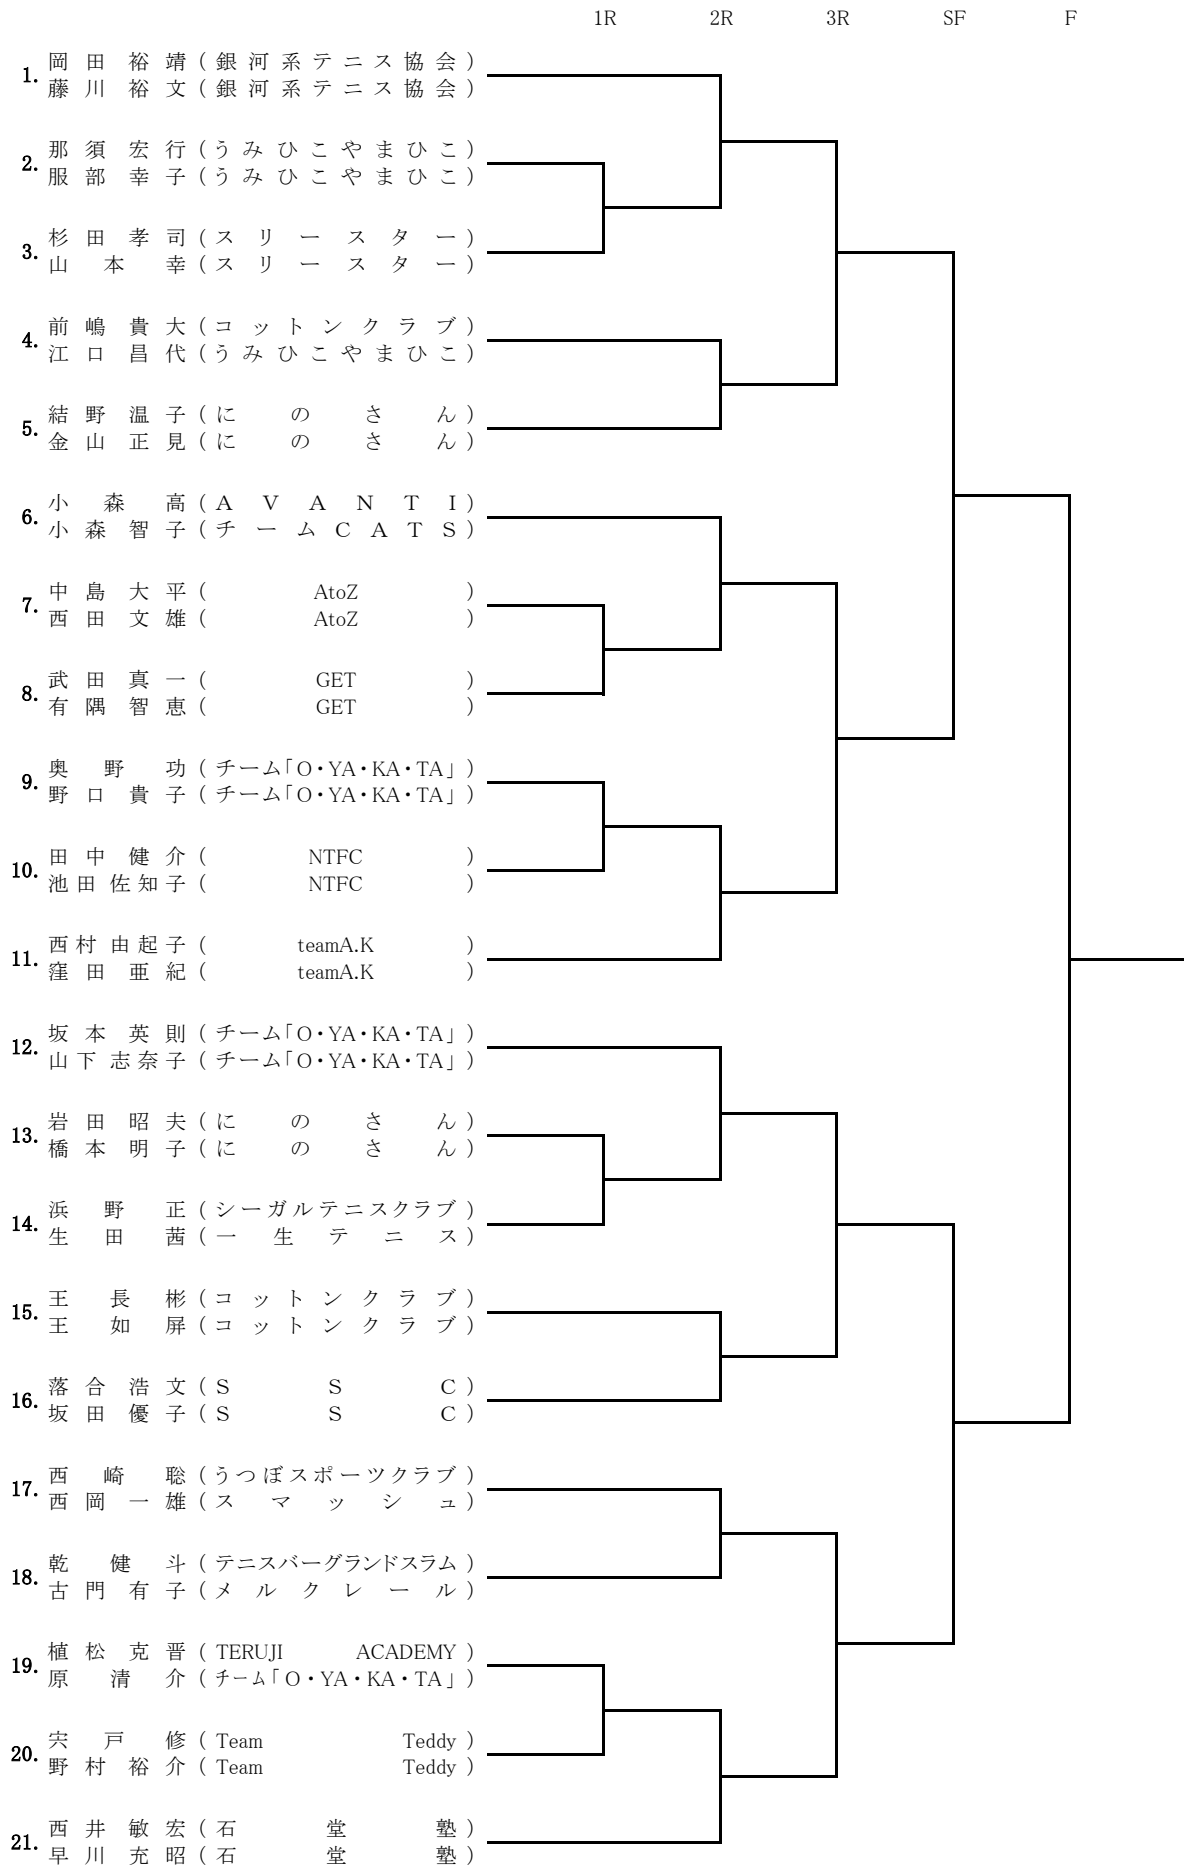 1R 2R 3R SF F
岡田裕靖(銀河系テニス協会)
1.
藤川裕文(銀河系テニス協会)
那須宏行(うみひこやまひこ)
2.
服部幸子(うみひこやまひこ)
杉田孝司(スリースター)
3.
山本幸(スリースター)
前嶋貴大(コットンクラブ)
4.
江口昌代(うみひこやまひこ)
結野温子(にのさん)
5.
金山正見(にのさん)
小森高(AVANTI)
6.
小森智子(チームCATS)
中島大平(AtoZ)
7.
西田文雄(AtoZ)
武田真一(GET)
8.
有隅智恵(GET)
奥野功(チーム「O・YA・KA・TA」)
9.
野口貴子(チーム「O・YA・KA・TA」)
田中健介(NTFC)
10.
池田佐知子(NTFC)
西村由起子(teamA.K)
11.
窪田亜紀(teamA.K)
坂本英則(チーム「O・YA・KA・TA」)
12.
山下志奈子(チーム「O・YA・KA・TA」)
岩田昭夫(にのさん)
13.
橋本明子(にのさん)
浜野正(シーガルテニスクラブ)
14.
生田茜(一生テニス)
王長彬(コットンクラブ)
15.
王如屏(コットンクラブ)
落合浩文(SSC)
16.
坂田優子(SSC)
西崎聡(うつぼスポーツクラブ)
17.
西岡一雄(スマッシュ)
乾健斗(テニスバーグランドスラム)
18.
古門有子(メルクレール)
植松克晋(TERUJI ACADEMY)
19.
原清介(チーム「O・YA・KA・TA」)
宍戸修(Team Teddy)
20.
野村裕介(Team Teddy)
西井敏宏(石堂塾)
21.
早川充昭(石堂塾)